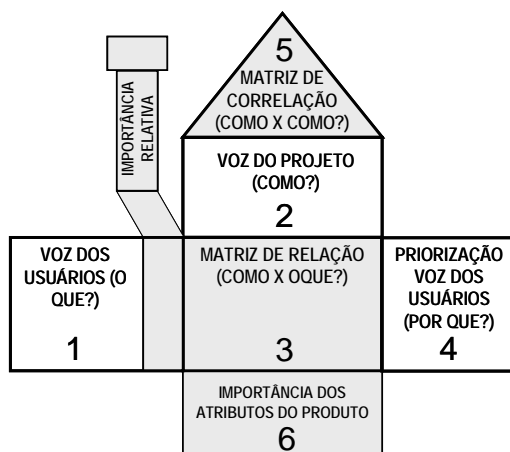 5
MATRIZ DE
CORRELAÇÃO
(COMO X COMO?)
IMPORTÂNCIA
RELATIVA
VOZ DO PROJETO
(COMO?)
2
VOZ DOS
USUÁRIOS (O
QUE?)
1
MATRIZ DE RELAÇÃO
(COMO X OQUE?)
3
PRIORIZAÇÃO
VOZ DOS
USUÁRIOS
(POR QUE?)
4
IMPORTÂNCIA DOS
ATRIBUTOS DO PRODUTO
6